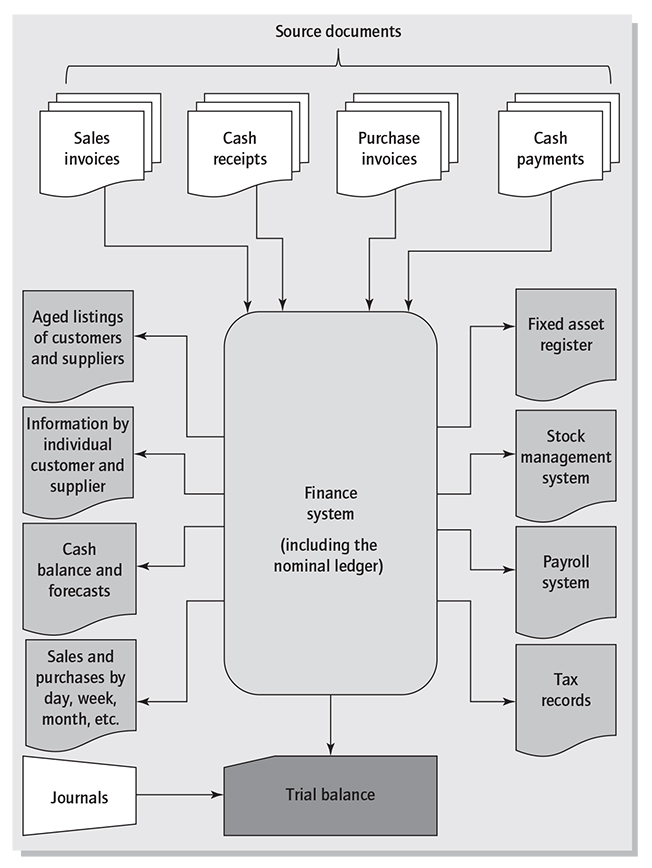 Source documents
Sales
invoices
Cash
receipts
Purchase
invoices
Cash
payments
Aged listings
of customers
and suppliers
Information by
individual
customer and
supplier
Cash
balance and
forecasts
Sales and
purchases by
day, week,
month, etc.
Finance
system
(including the
nominal ledger)
Fixed asset
register
Stock
management
system
Payroll
system
Tax
records
Journals
Trial balance